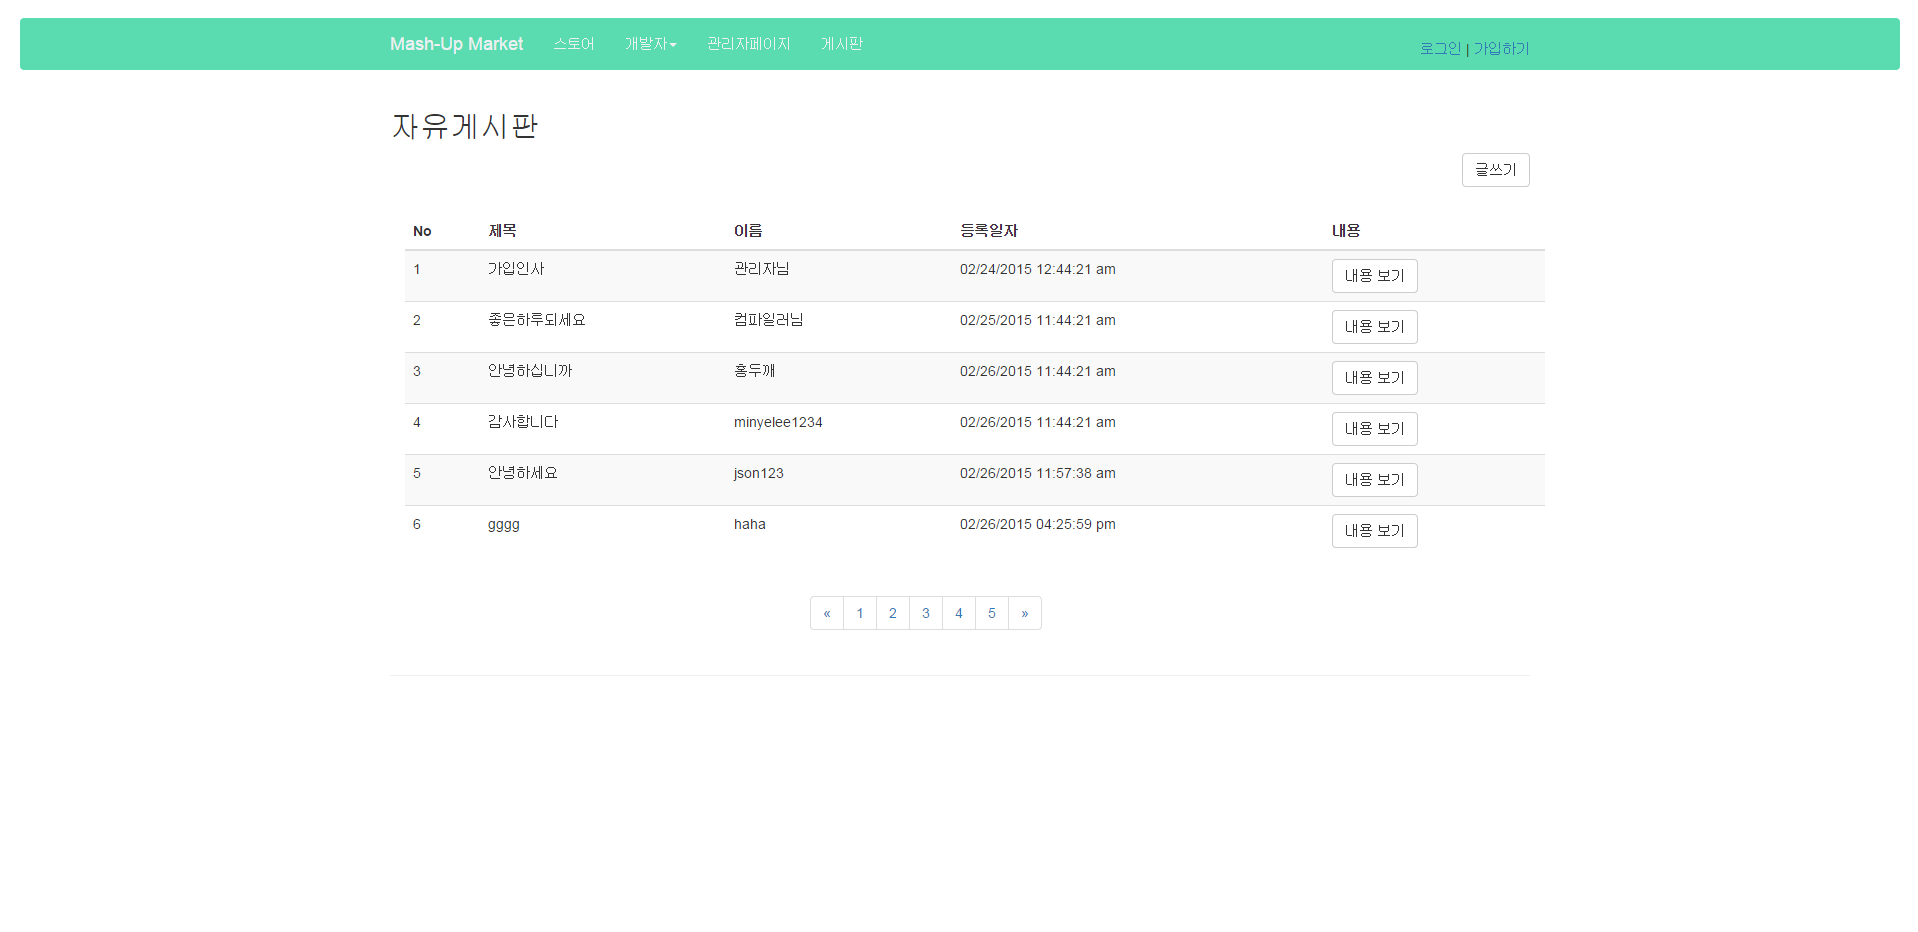 Mash-Up Market 스토어 개발자 관리자페이지 게시판 로그인 | 가입하기
자유게시판
글쓰기
No 제목 이름 등록일자 내용
1 가입인사 관리자님 02/24/2015 12:44:21 am 내용 보기
2 좋은하루되세요 컴파일러님 02/25/2015 11:44:21 am 내용 보기
3 안녕하십니까 홍두깨 02/26/2015 11:44:21 am 내용 보기
4 감사합니다 minyelee1234 02/26/2015 11:44:21 am 내용 보기
5 안녕하세요 json123 02/26/2015 11:57:38 am 내용 보기
6 gggg haha 02/26/2015 04:25:59 pm 내용 보기
« 1 2 3 4 5 »